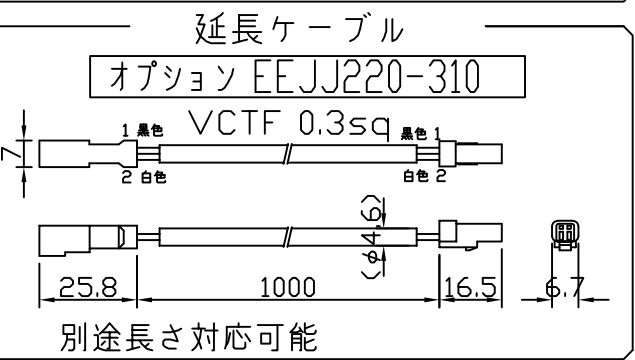 延長ケーブル
オプション EEJJ220-310
VCTF 0.3sq
1 黒色
黒色 1
7
2 白色
白色 2
(φ4.6)
25.8
1000
16.5
6.7
別途長さ対応可能